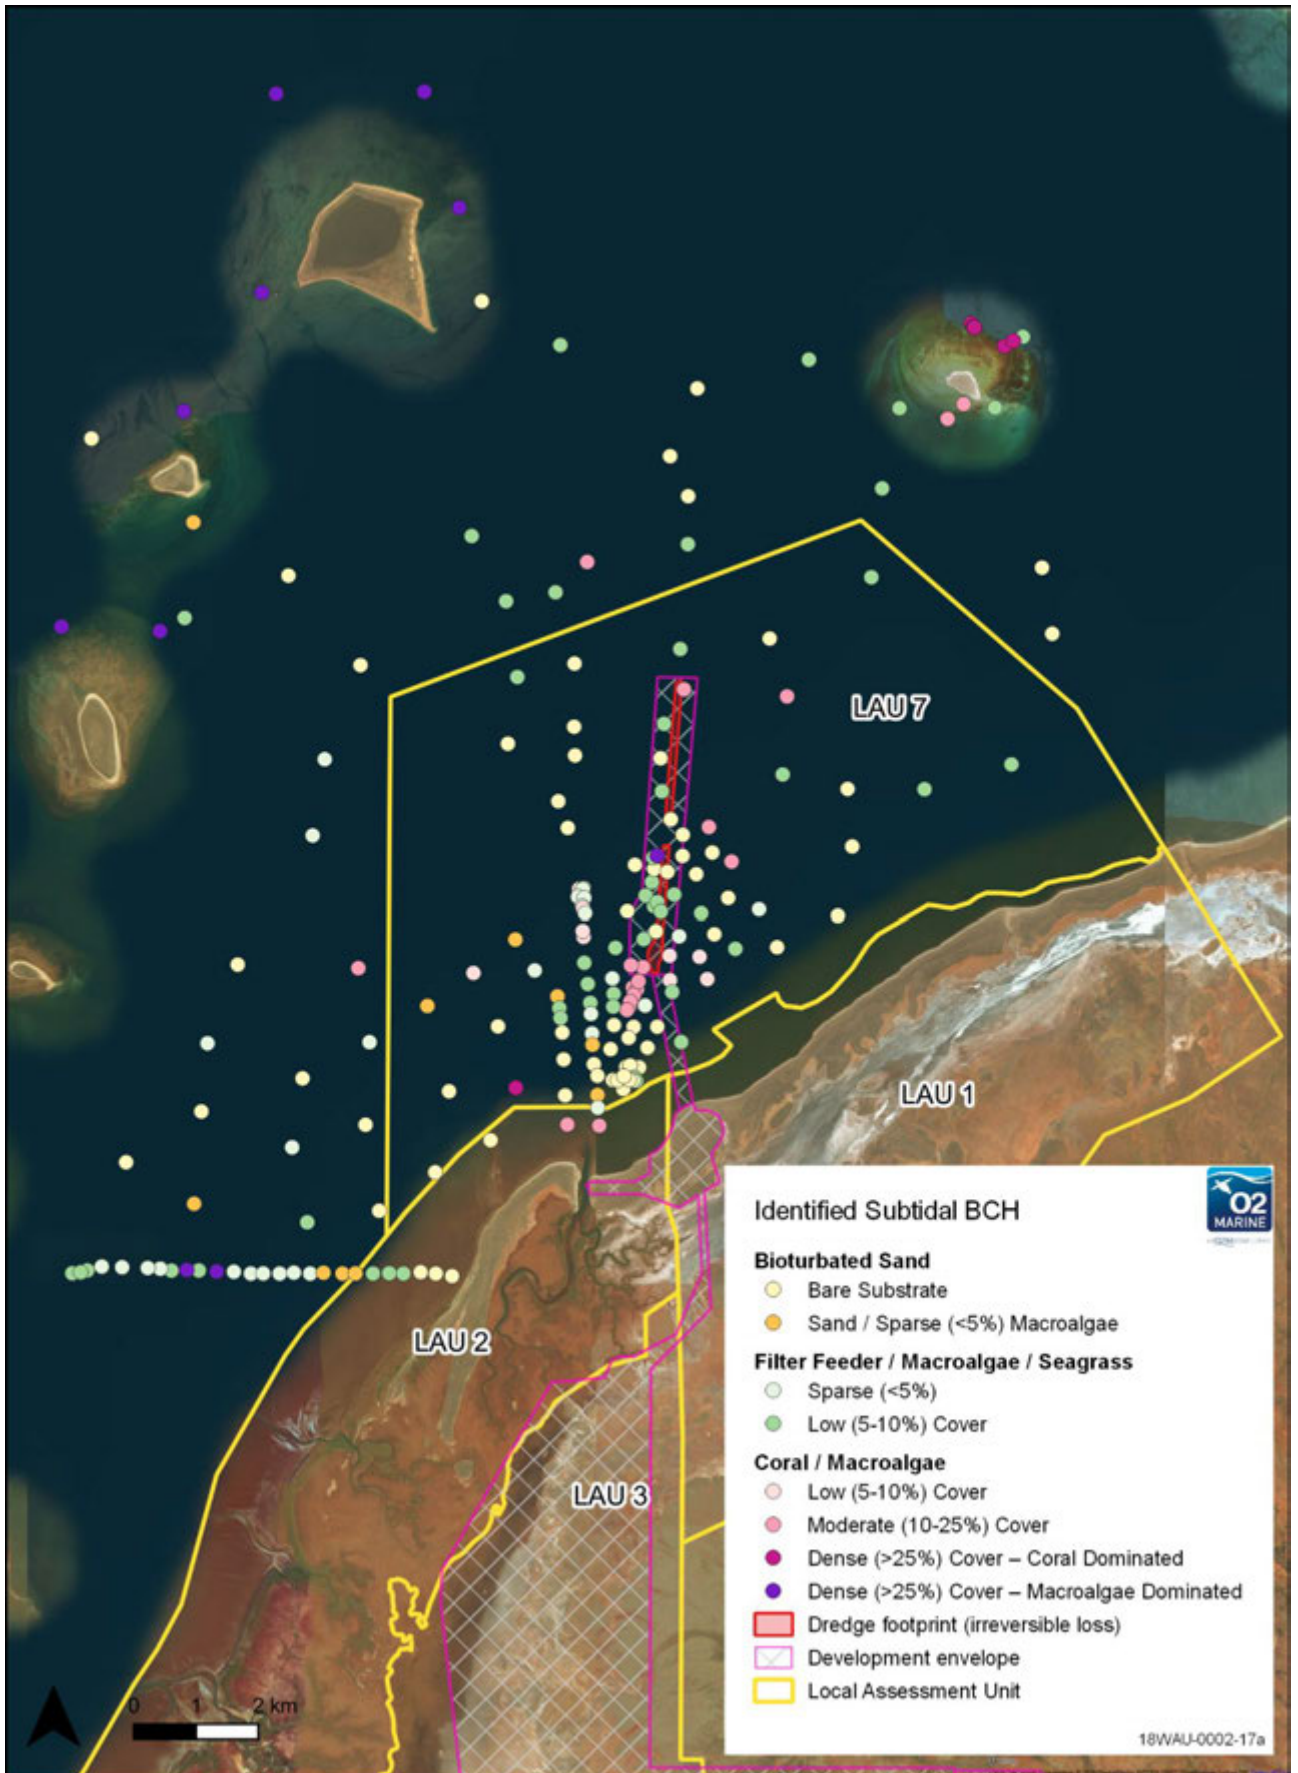 LAU 7
LAU 1
LAU 2
LAU 3
0 1 2 km
Identified Subtidal BCH
O2
MARINE
Bioturbated Sand
Bare Substrate
Sand / Sparse (<5%) Macroalgae
Filter Feeder / Macroalgae / Seagrass
Sparse (<5%)
Low (5-10%) Cover
Coral / Macroalgae
Low (5-10%) Cover
Moderate (10-25%) Cover
Dense (>25%) Cover – Coral Dominated
Dense (>25%) Cover – Macroalgae Dominated
Dredge footprint (irreversible loss)
Development envelope
Local Assessment Unit
18WAU-0002-17a